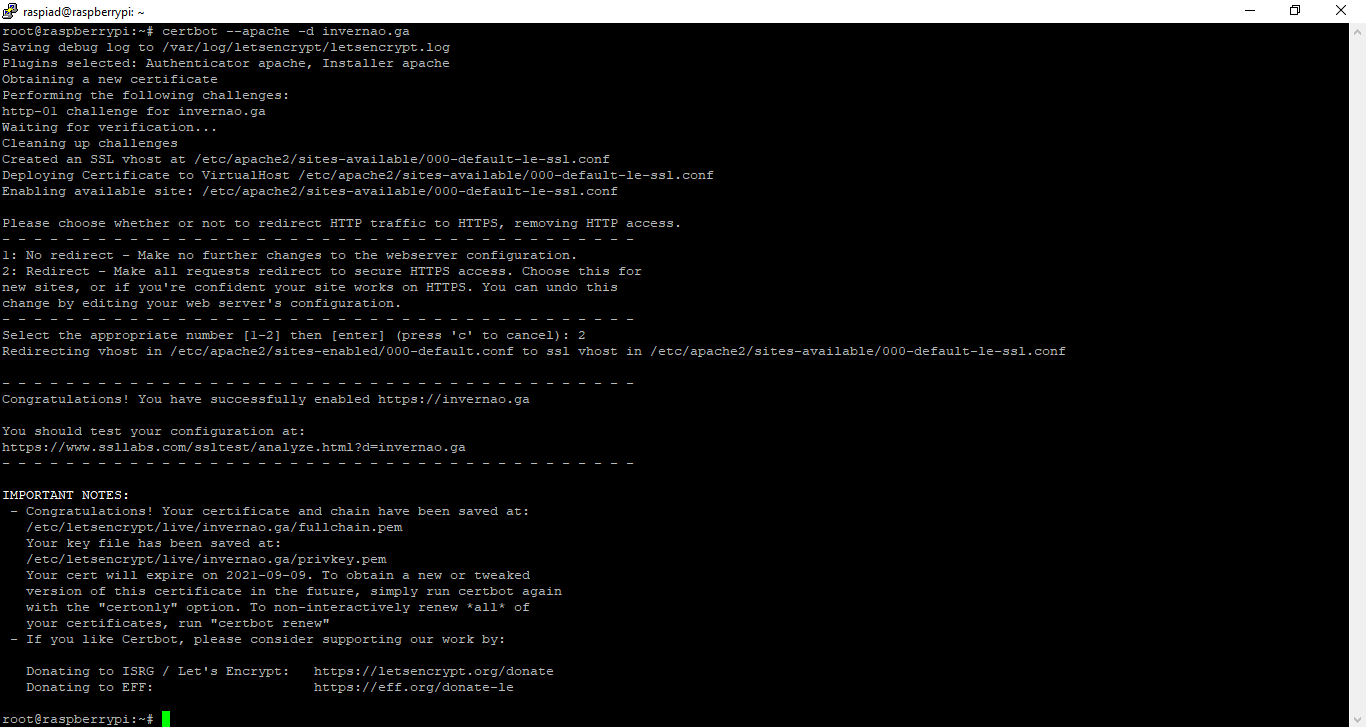 raspiad@raspberrypi: ~
root@raspberrypi:~# certbot --apache -d invernao.ga
Saving debug log to /var/log/letsencrypt/letsencrypt.log
Plugins selected: Authenticator apache, Installer apache
Obtaining a new certificate
Performing the following challenges:
http-01 challenge for invernao.ga
Waiting for verification...
Cleaning up challenges
Created an SSL vhost at /etc/apache2/sites-available/000-default-le-ssl.conf
Deploying Certificate to VirtualHost /etc/apache2/sites-available/000-default-le-ssl.conf
Enabling available site: /etc/apache2/sites-available/000-default-le-ssl.conf

Please choose whether or not to redirect HTTP traffic to HTTPS, removing HTTP access.
- - - - - - - - - - - - - - - - - - - - - - - - - - - - - - - - - - - - - - - -
1: No redirect - Make no further changes to the webserver configuration.
2: Redirect - Make all requests redirect to secure HTTPS access. Choose this for
new sites, or if you're confident your site works on HTTPS. You can undo this
change by editing your web server's configuration.
- - - - - - - - - - - - - - - - - - - - - - - - - - - - - - - - - - - - - - - -
Select the appropriate number [1-2] then [enter] (press 'c' to cancel): 2
Redirecting vhost in /etc/apache2/sites-enabled/000-default.conf to ssl vhost in /etc/apache2/sites-available/000-default-le-ssl.conf

- - - - - - - - - - - - - - - - - - - - - - - - - - - - - - - - - - - - - - - -
Congratulations! You have successfully enabled https://invernao.ga

You should test your configuration at:
https://www.ssllabs.com/ssltest/analyze.html?d=invernao.ga
- - - - - - - - - - - - - - - - - - - - - - - - - - - - - - - - - - - - - - - -

IMPORTANT NOTES:
 - Congratulations! Your certificate and chain have been saved at:
   /etc/letsencrypt/live/invernao.ga/fullchain.pem
   Your key file has been saved at:
   /etc/letsencrypt/live/invernao.ga/privkey.pem
   Your cert will expire on 2021-09-09. To obtain a new or tweaked
   version of this certificate in the future, simply run certbot again
   with the "certonly" option. To non-interactively renew *all* of
   your certificates, run "certbot renew"
 - If you like Certbot, please consider supporting our work by:

   Donating to ISRG / Let's Encrypt:   https://letsencrypt.org/donate
   Donating to EFF:                    https://eff.org/donate-le

root@raspberrypi:~#